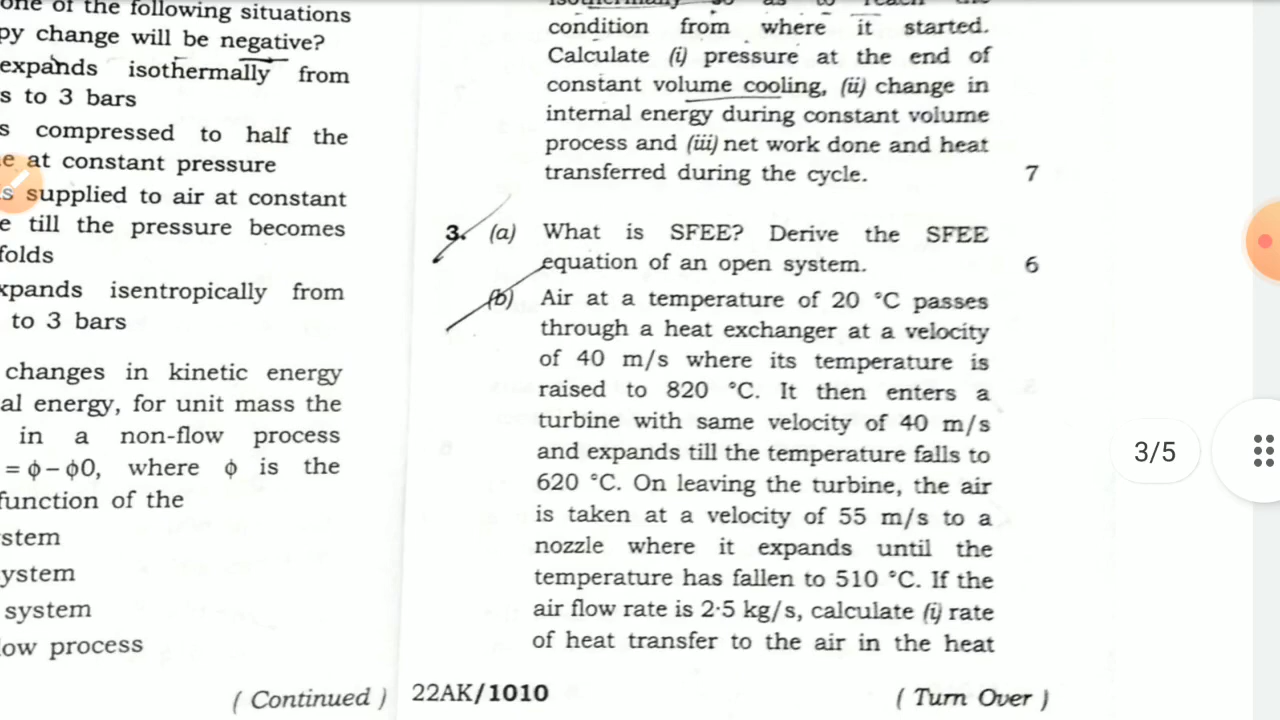 one of the following situations
py change will be negative?
expands isothermally from
s to 3 bars
s compressed to half the
e at constant pressure
s supplied to air at constant
e till the pressure becomes
folds
xpands isentropically from
to 3 bars
changes in kinetic energy
al energy, for unit mass the
in a non-flow process
= ϕ – ϕ0, where ϕ is the
function of the
stem
ystem
system
low process
( Continued )
isothermally so as to reach the
condition from where it started.
Calculate (i) pressure at the end of
constant volume cooling, (ii) change in
internal energy during constant volume
process and (iii) net work done and heat
transferred during the cycle. 7
3. (a) What is SFEE? Derive the SFEE
equation of an open system. 6
(b) Air at a temperature of 20 °C passes
through a heat exchanger at a velocity
of 40 m/s where its temperature is
raised to 820 °C. It then enters a
turbine with same velocity of 40 m/s
and expands till the temperature falls to
620 °C. On leaving the turbine, the air
is taken at a velocity of 55 m/s to a
nozzle where it expands until the
temperature has fallen to 510 °C. If the
air flow rate is 2·5 kg/s, calculate (i) rate
of heat transfer to the air in the heat
22AK/1010 ( Turn Over )
3/5